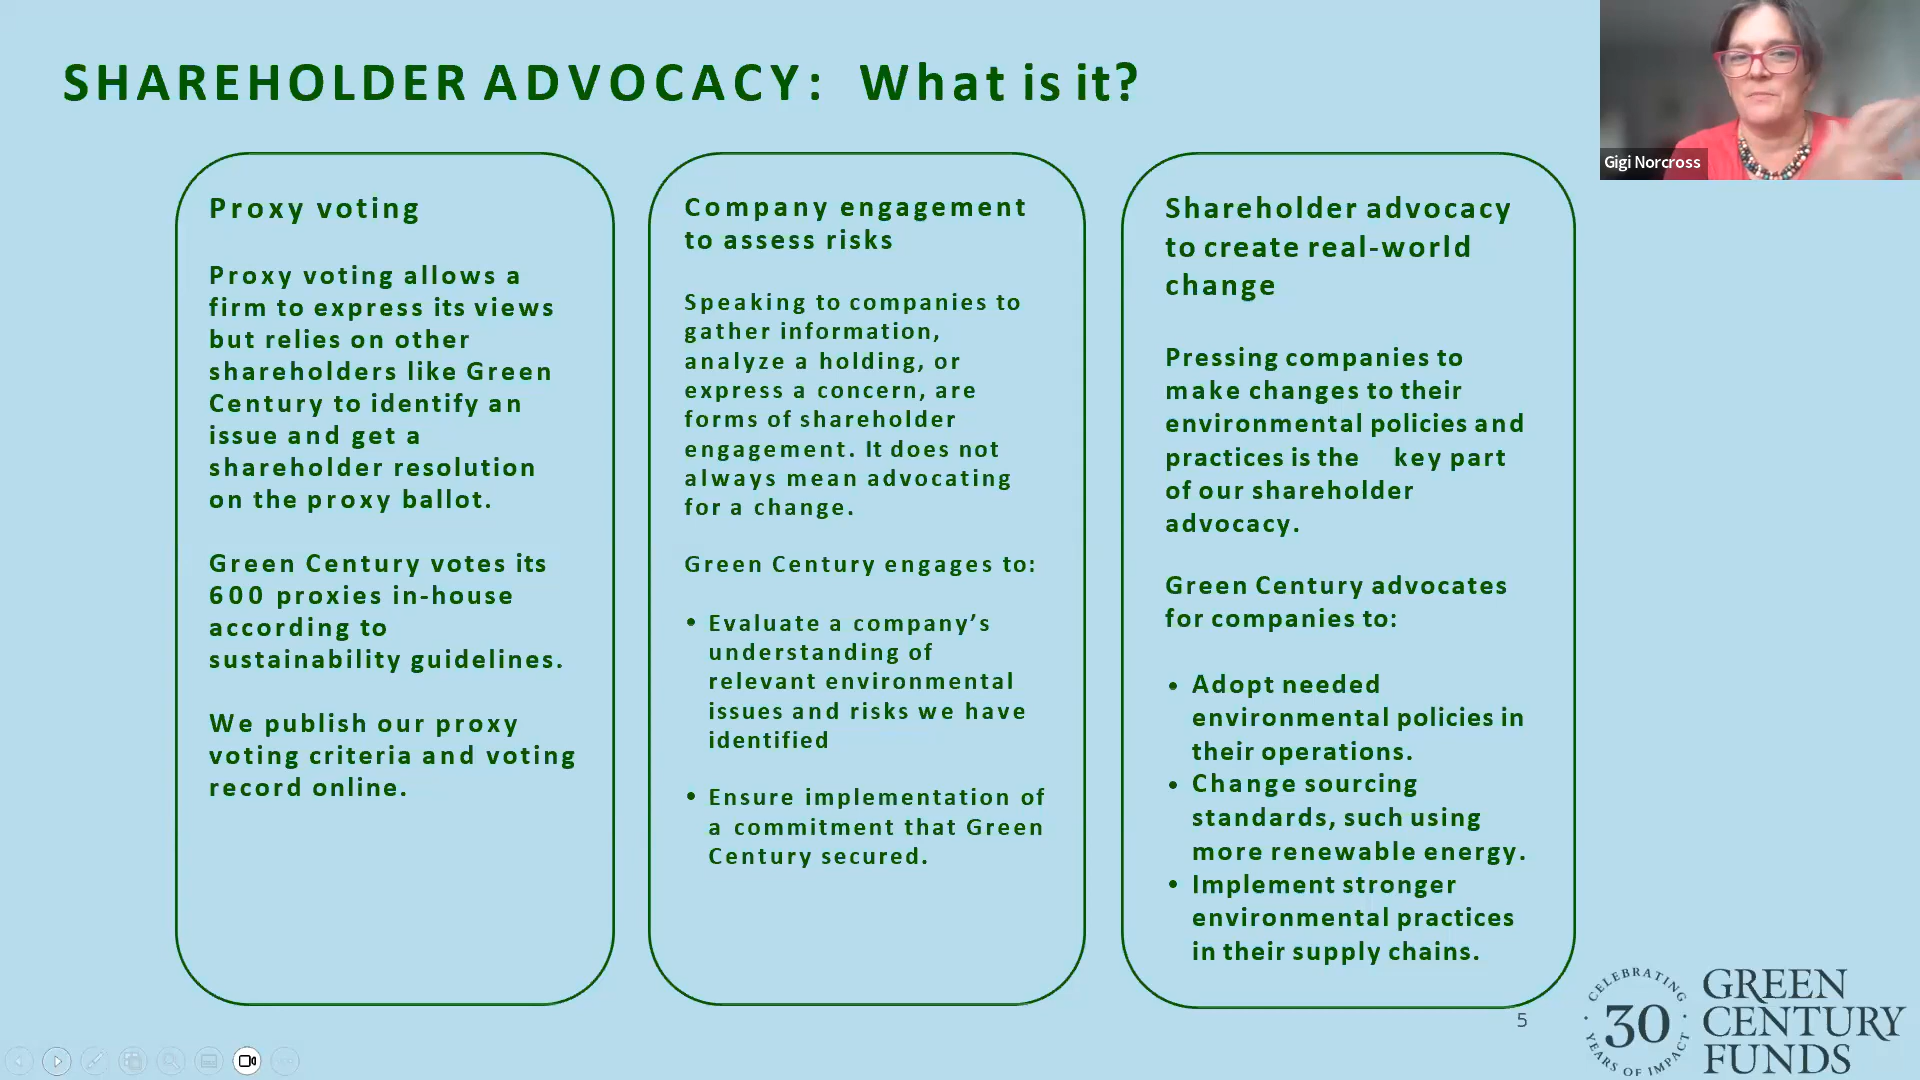 SHAREHOLDER ADVOCACY: What is it?
Gigi Norcross
Proxy voting
Proxy voting allows a
firm to express its views
but relies on other
shareholders like Green
Century to identify an
issue and get a
shareholder resolution
on the proxy ballot.
Green Century votes its
600 proxies in-house
according to
sustainability guidelines.
We publish our proxy
voting criteria and voting
record online.
Company engagement
to assess risks
Speaking to companies to
gather information,
analyze a holding, or
express a concern, are
forms of shareholder
engagement. It does not
always mean advocating
for a change.
Green Century engages to:
• Evaluate a company’s
understanding of
relevant environmental
issues and risks we have
identified
• Ensure implementation of
a commitment that Green
Century secured.
Shareholder advocacy
to create real-world
change
Pressing companies to
make changes to their
environmental policies and
practices is the key part
of our shareholder
advocacy.
Green Century advocates
for companies to:
• Adopt needed
environmental policies in
their operations.
• Change sourcing
standards, such using
more renewable energy.
• Implement stronger
environmental practices
in their supply chains.
5
CELEBRATING
30
YEARS OF IMPACT
GREEN
CENTURY
FUNDS